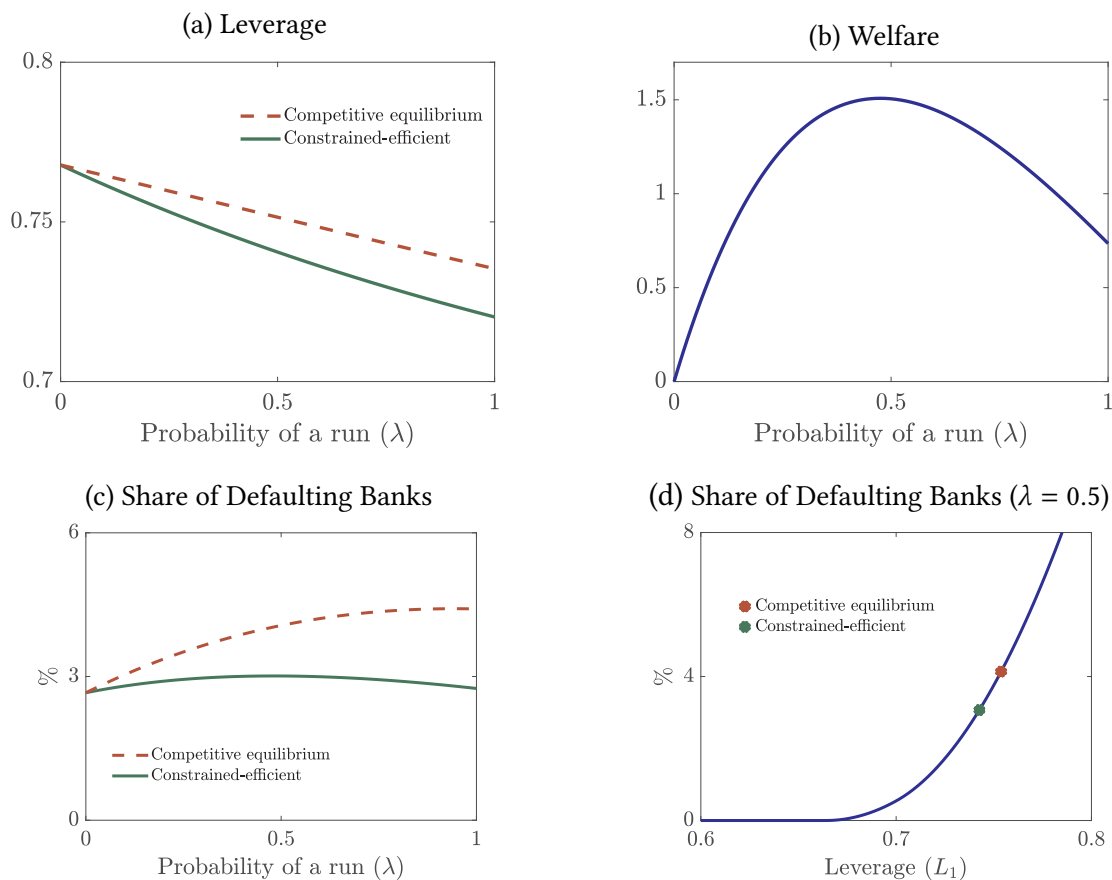 (a) Leverage
0.8
0.75
0.7
0
0.5
1
Competitive equilibrium
Constrained-efficient
Probability of a run (λ)
(b) Welfare
1.5
1
0.5
0
0
0.5
1
Probability of a run (λ)
(c) Share of Defaulting Banks
6
3
0
%
0
0.5
1
Competitive equilibrium
Constrained-efficient
Probability of a run (λ)
(d) Share of Defaulting Banks (λ = 0.5)
8
4
0
%
0.6
0.7
0.8
Competitive equilibrium
Constrained-efficient
Leverage (L₁)